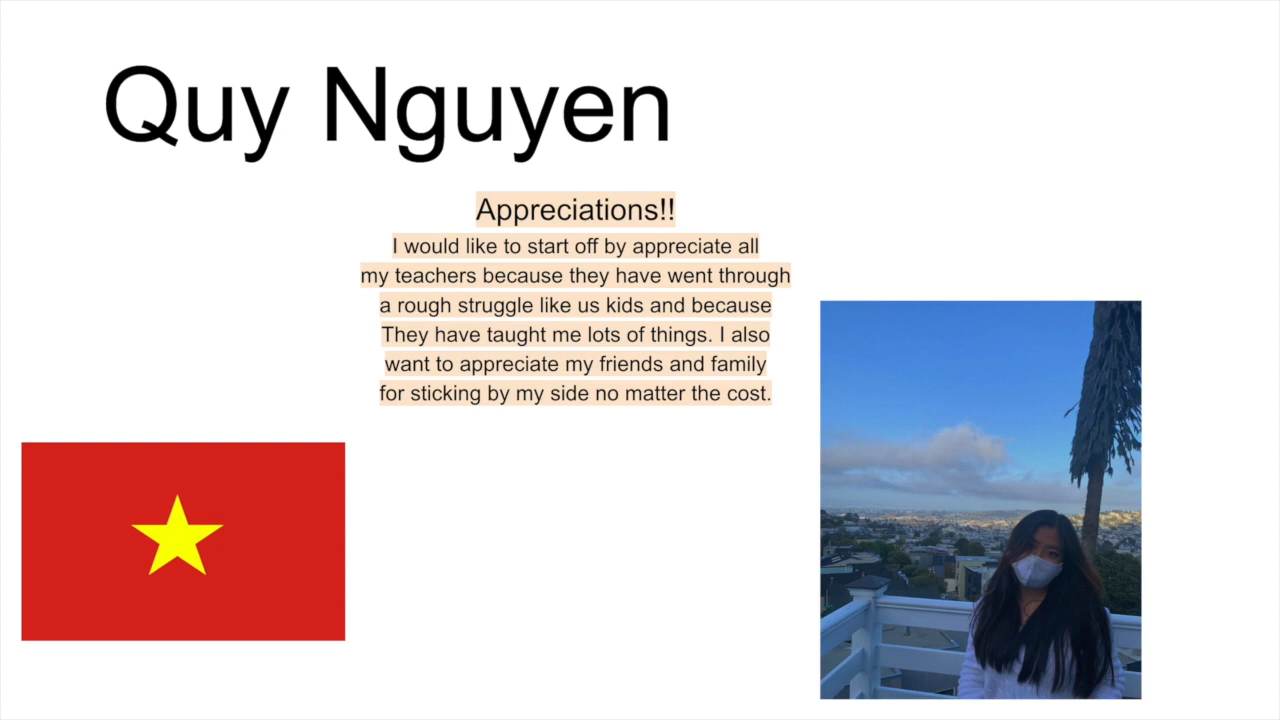 Quy Nguyen
Appreciations!!
I would like to start off by appreciate all
my teachers because they have went through
a rough struggle like us kids and because
They have taught me lots of things. I also
want to appreciate my friends and family
for sticking by my side no matter the cost.